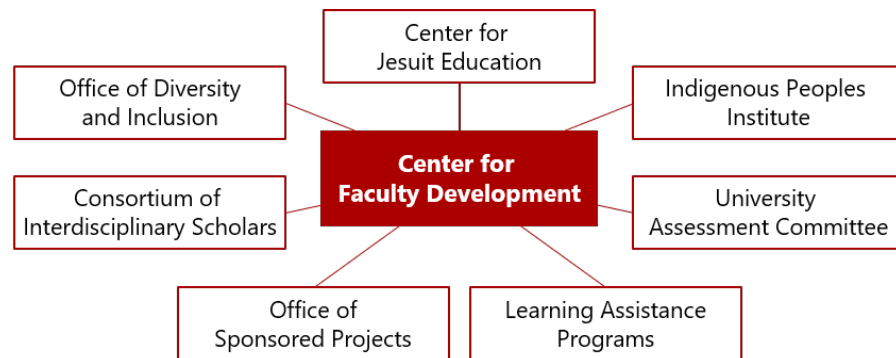 Center for
Jesuit Education
Office of Diversity
and Inclusion
Indigenous Peoples
Institute
Center for
Faculty Development
Consortium of
Interdisciplinary Scholars
University
Assessment Committee
Office of
Sponsored Projects
Learning Assistance
Programs